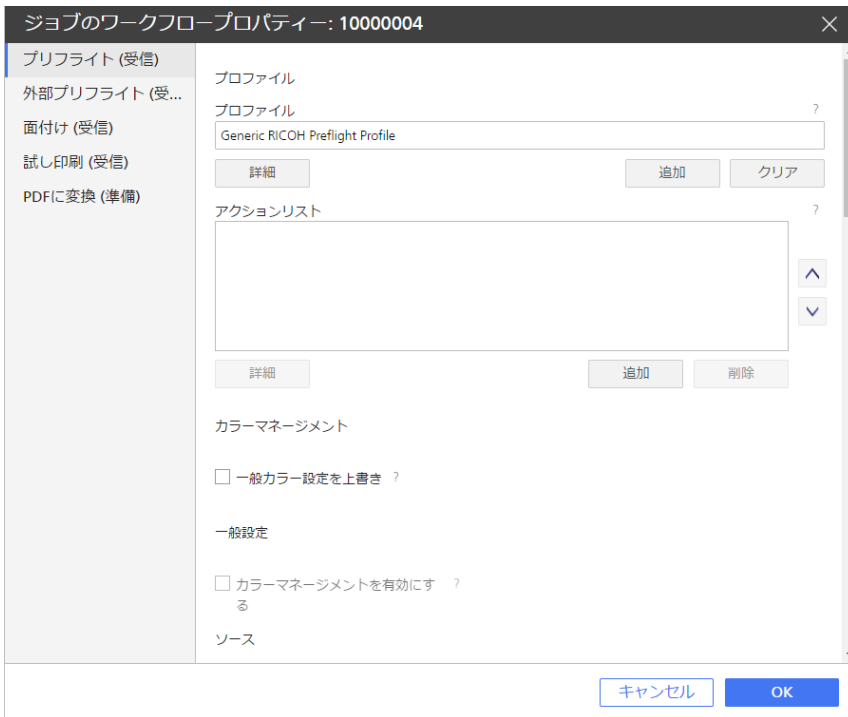 ジョブのワークフロープロパティー: 10000004
プリフライト (受信)
外部プリフライト (受...
面付け (受信)
試し印刷 (受信)
PDFに変換 (準備)
プロファイル
プロファイル ?
Generic RICOH Preflight Profile
詳細 追加 クリア
アクションリスト ?
詳細 追加 削除
カラーマネージメント
一般カラー設定を上書き ?
一般設定
カラーマネージメントを有効にす ?
る
ソース
キャンセル OK